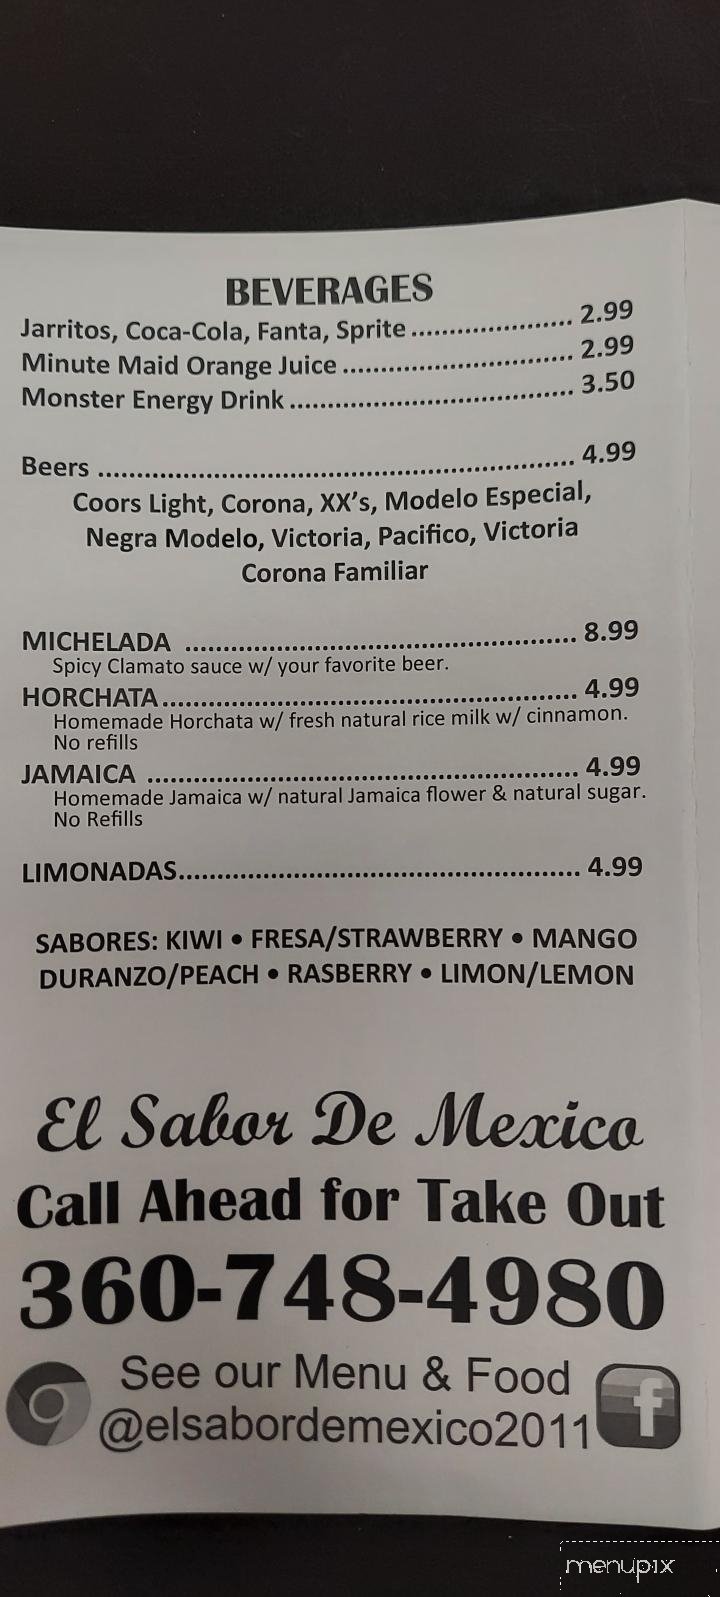 BEVERAGES
Jarritos, Coca-Cola, Fanta, Sprite ..................... 2.99
Minute Maid Orange Juice .............................. 2.99
Monster Energy Drink ..................................... 3.50
Beers .............................................................. 4.99
Coors Light, Corona, XX's, Modelo Especial,
Negra Modelo, Victoria, Pacifico, Victoria
Corona Familiar
MICHELADA .................................................... 8.99
Spicy Clamato sauce w/ your favorite beer.
HORCHATA ...................................................... 4.99
Homemade Horchata w/ fresh natural rice milk w/ cinnamon.
No refills
JAMAICA ......................................................... 4.99
Homemade Jamaica w/ natural Jamaica flower & natural sugar.
No Refills
LIMONADAS..................................................... 4.99
SABORES: KIWI • FRESA/STRAWBERRY • MANGO
DURANZO/PEACH • RASBERRY • LIMON/LEMON
El Sabor De Mexico
Call Ahead for Take Out
360-748-4980
See our Menu & Food
@elsabordemexico2011
menupix